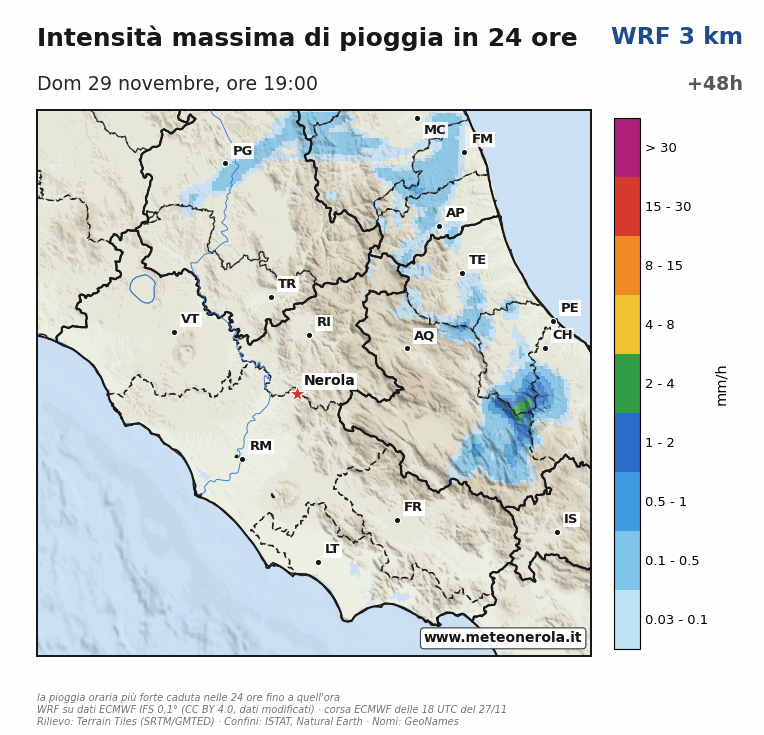 Intensità massima di pioggia in 24 ore WRF 3 km
Dom 29 novembre, ore 19:00 +48h
MC
FM
PG
AP
TE
TR
PE
VT
RI
AQ
CH
Nerola
RM
FR
IS
LT
www.meteonerola.it
> 30
15 - 30
8 - 15
4 - 8
2 - 4
1 - 2
0.5 - 1
0.1 - 0.5
0.03 - 0.1
mm/h
la pioggia oraria più forte caduta nelle 24 ore fino a quell'ora
WRF su dati ECMWF IFS 0,1° (CC BY 4.0, dati modificati) · corsa ECMWF delle 18 UTC del 27/11
Rilievo: Terrain Tiles (SRTM/GMTED) · Confini: ISTAT, Natural Earth · Nomi: GeoNames